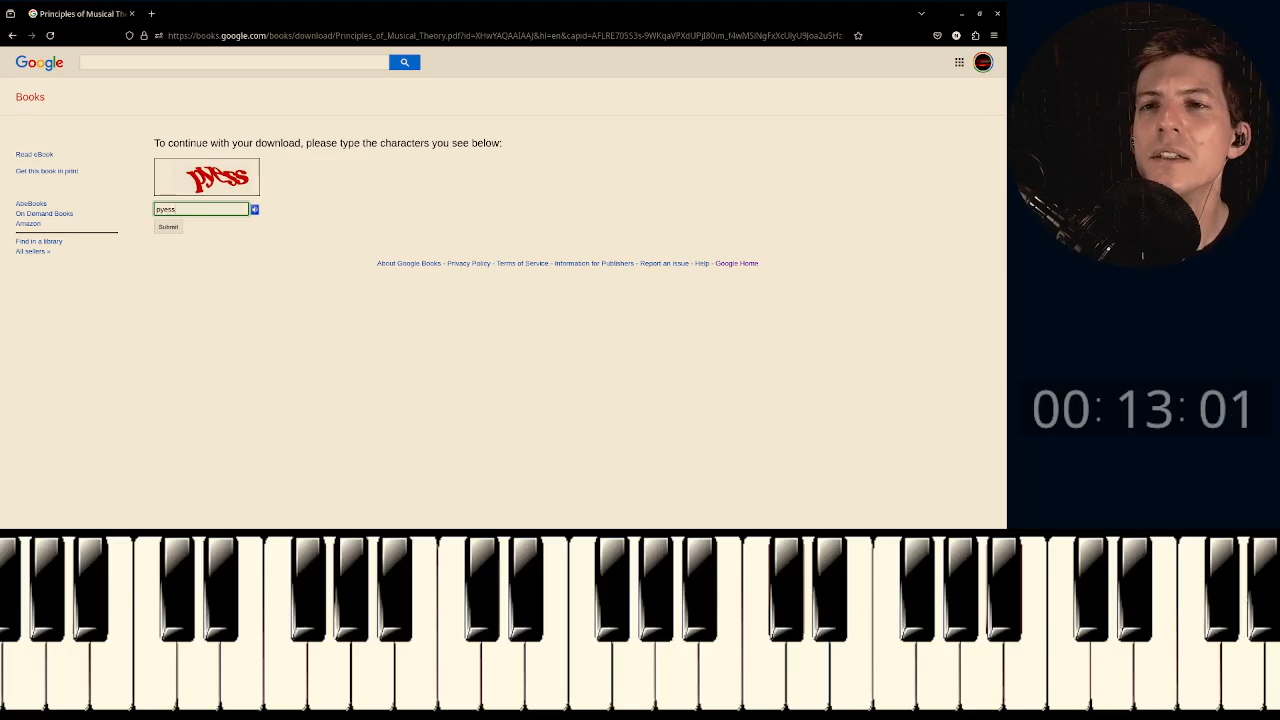 Principles of Musical Th
https://books.google.com/books/download/Principles_of_Musical_Theory.pdf?id=XHwYAQAAIAAJ&hl=en&capid=
Google
Books
To continue with your download, please type the characters you see below:
Read eBook
pyess
Get this book in print
AbeBooks
pyess
On Demand Books
Amazon
Submit
Find in a library
All sellers »
About Google Books - Privacy Policy - Terms of Service - Information for Publishers - Report an issue - Help - Google Home
00: 13: 01